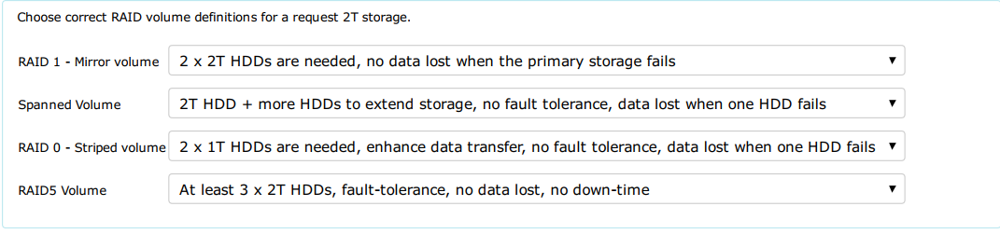 Choose correct RAID volume definitions for a request 2T storage.
RAID 1 - Mirror volume 2 x 2T HDDs are needed, no data lost when the primary storage fails
Spanned Volume 2T HDD + more HDDs to extend storage, no fault tolerance, data lost when one HDD fails
RAID 0 - Striped volume 2 x 1T HDDs are needed, enhance data transfer, no fault tolerance, data lost when one HDD fails
RAID5 Volume At least 3 x 2T HDDs, fault-tolerance, no data lost, no down-time